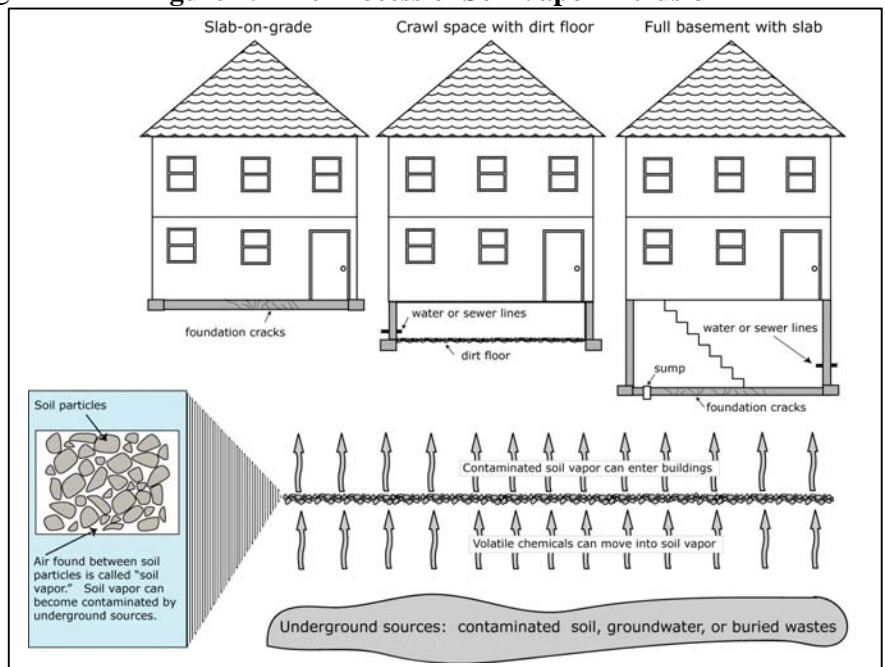 Slab-on-grade
Crawl space with dirt floor
Full basement with slab
foundation cracks
water or sewer lines
dirt floor
water or sewer lines
sump
foundation cracks
Soil particles
Air found between soil
particles is called “soil
vapor.” Soil vapor can
become contaminated by
underground sources.
Contaminated soil vapor can enter buildings
Volatile chemicals can move into soil vapor
Underground sources: contaminated soil, groundwater, or buried wastes